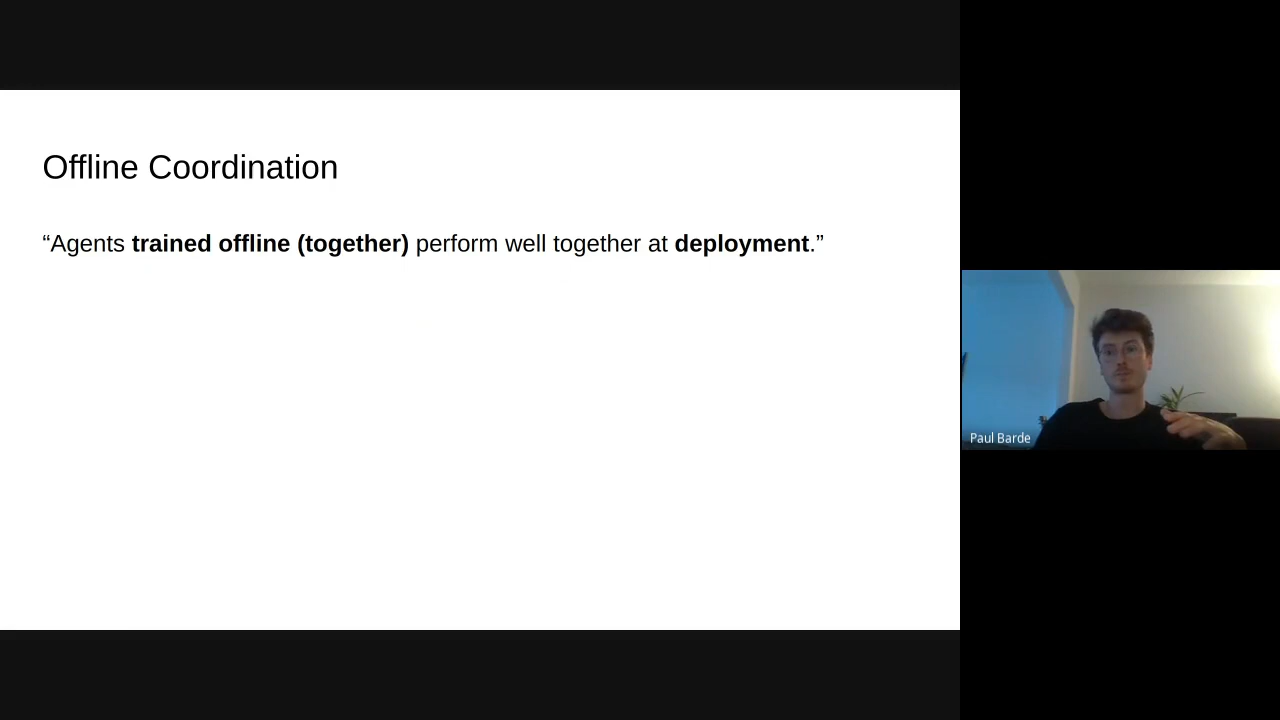 Offline Coordination
“Agents trained offline (together) perform well together at deployment.”
Paul Barde